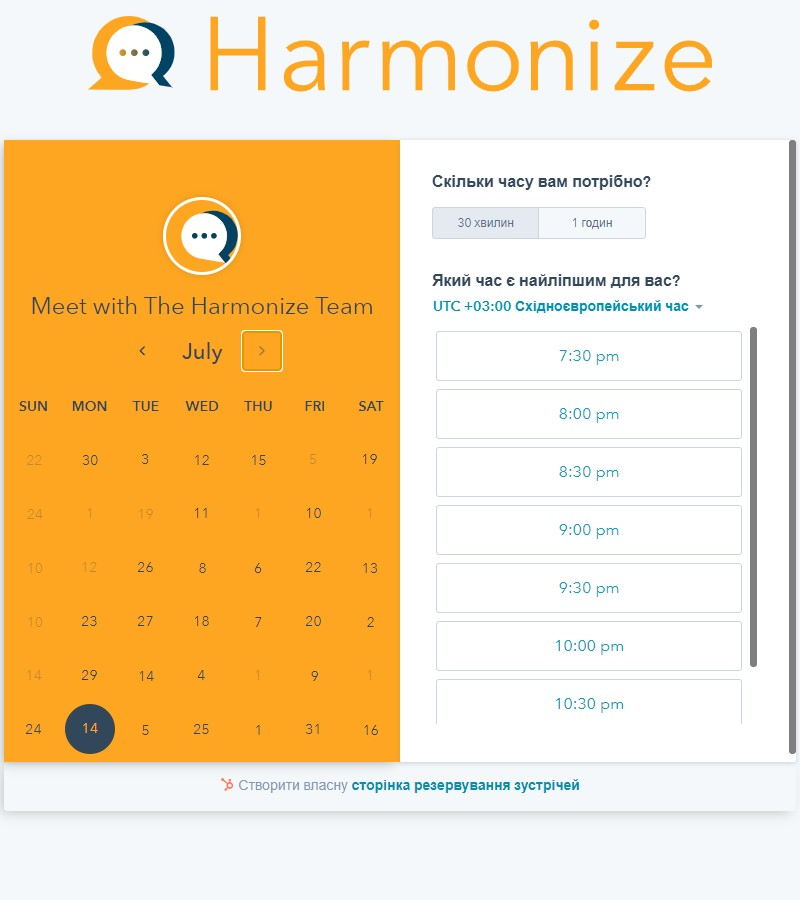 Harmonize
Meet with The Harmonize Team
July
SUN MON TUE WED THU FRI SAT
22 30 3 12 15 5 19
24 1 19 11 1 10 1
10 12 26 8 6 22 13
10 23 27 18 7 20 2
14 29 14 4 1 9 1
24 14 5 25 1 31 16
Скільки часу вам потрібно?
30 хвилин 1 годин
Який час є найліпшим для вас?
UTC +03:00 Східноєвропейський час
7:30 pm
8:00 pm
8:30 pm
9:00 pm
9:30 pm
10:00 pm
10:30 pm
Створити власну сторінка резервування зустрічей